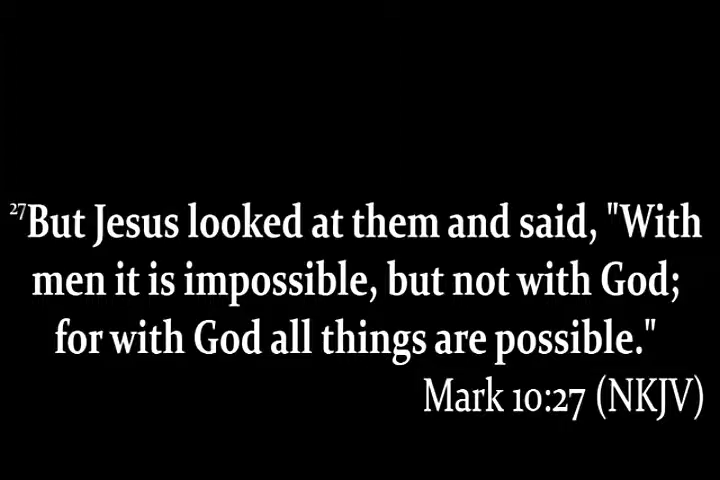 27But Jesus looked at them and said, "With
men it is impossible, but not with God;
for with God all things are possible."
Mark 10:27 (NKJV)